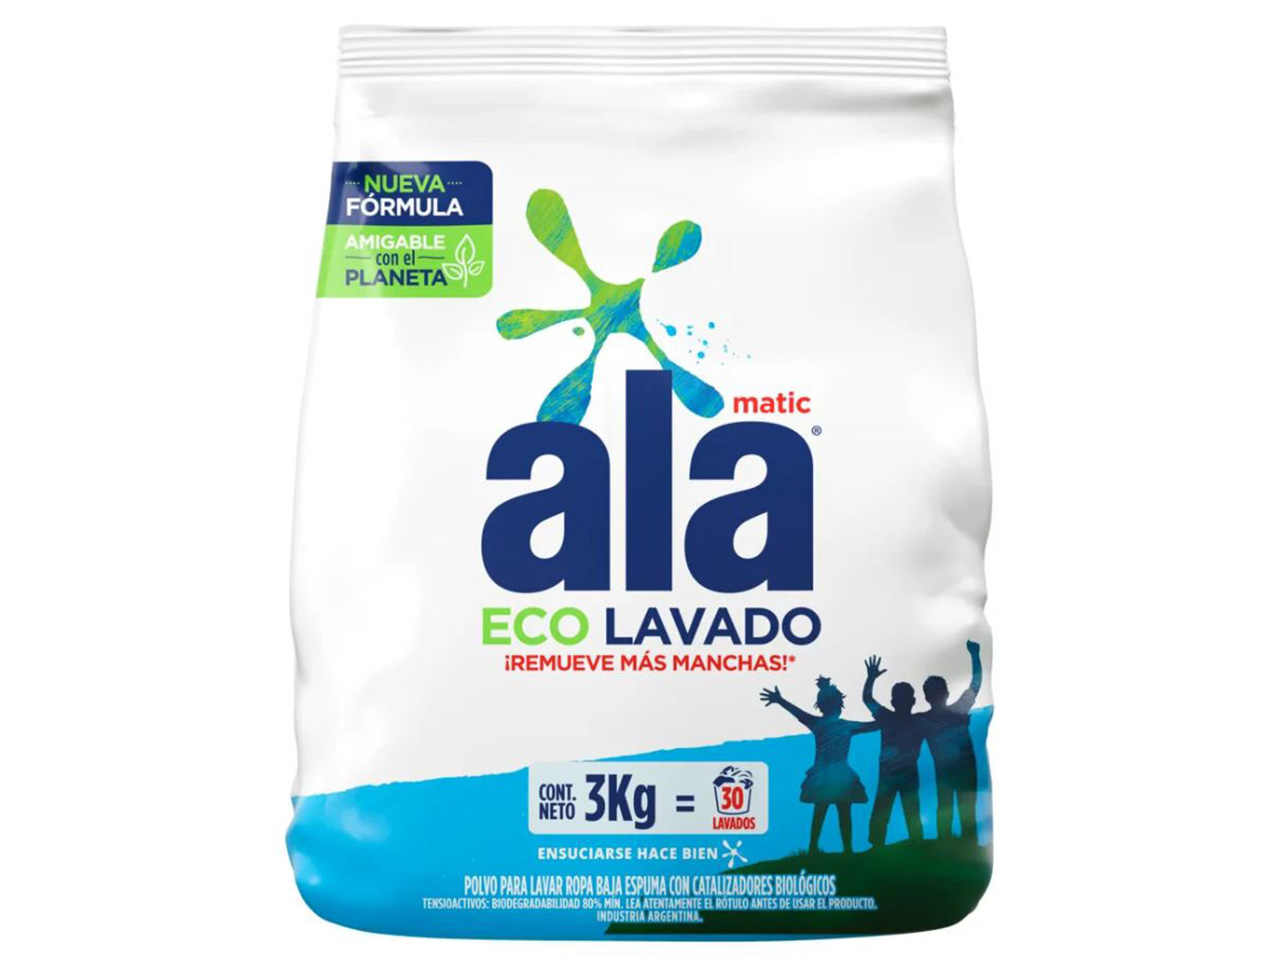 NUEVA
FÓRMULA
AMIGABLE
con el
PLANETA
matic
ala®
ECO LAVADO
¡REMUEVE MÁS MANCHAS!*
CONT.
NETO
3Kg = 30
LAVADOS
ENSUCIARSE HACE BIEN
POLVO PARA LAVAR ROPA BAJA ESPUMA CON CATALIZADORES BIOLÓGICOS
TENSIOACTIVOS: BIODEGRADABILIDAD 80% MÍN. LEA ATENTAMENTE EL RÓTULO ANTES DE USAR EL PRODUCTO.
INDUSTRIA ARGENTINA.